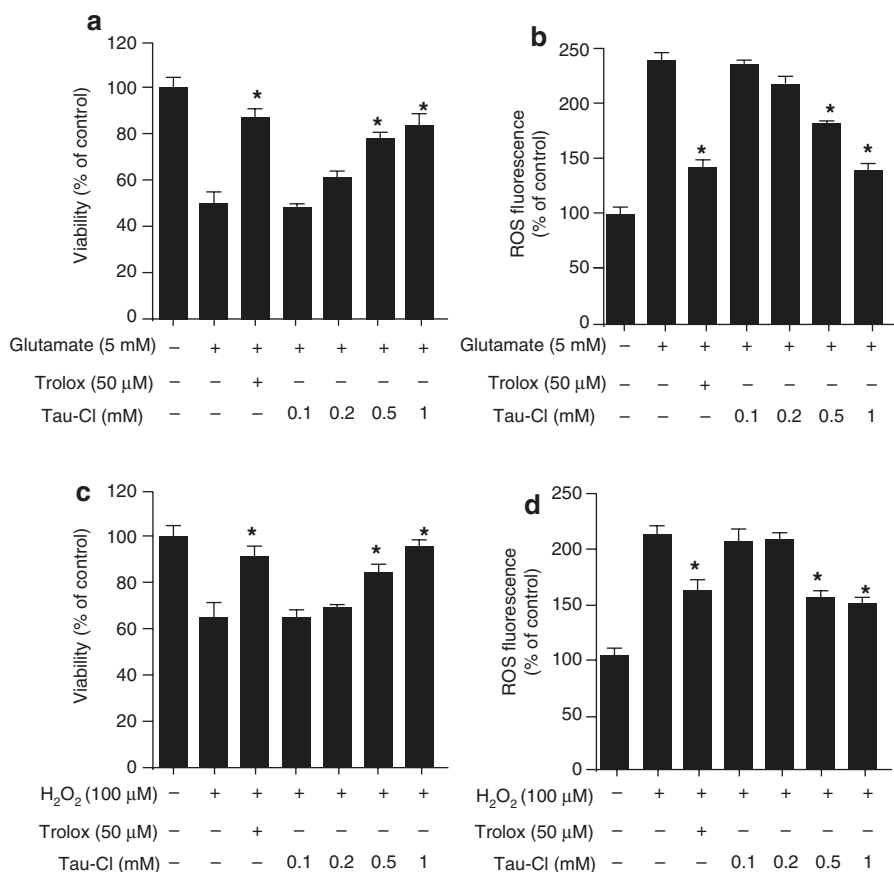 a
120
100
80
60
40
20
0
Viability (% of control)
* * *
Glutamate (5 mM) – + + + + + +
Trolox (50 μM) – – + – – – –
Tau-Cl (mM) – – – 0.1 0.2 0.5 1
b
250
200
150
100
50
0
ROS fluorescence
(% of control)
* * *
Glutamate (5 mM) – + + + + + +
Trolox (50 μM) – – + – – – –
Tau-Cl (mM) – – – 0.1 0.2 0.5 1
c
120
100
80
60
40
20
0
Viability (% of control)
* * *
H₂O₂ (100 μM) – + + + + + +
Trolox (50 μM) – – + – – – –
Tau-Cl (mM) – – – 0.1 0.2 0.5 1
d
250
200
150
100
50
0
ROS fluorescence
(% of control)
* * *
H₂O₂ (100 μM) – + + + + + +
Trolox (50 μM) – – + – – – –
Tau-Cl (mM) – – – 0.1 0.2 0.5 1